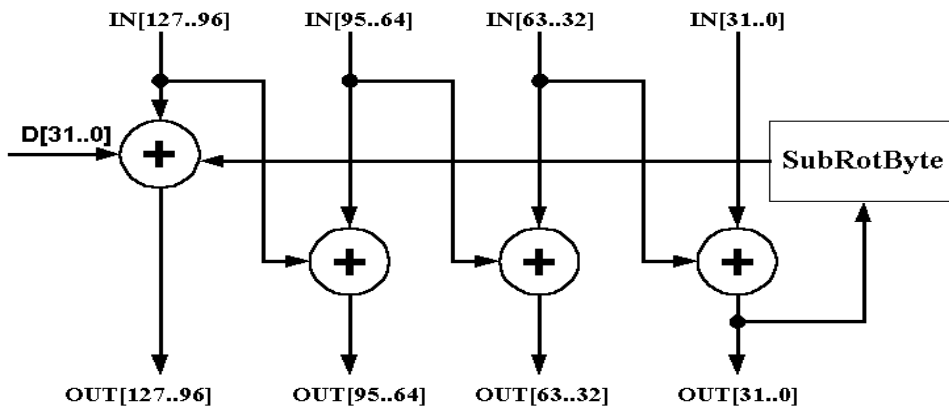 IN[127..96] IN[95..64] IN[63..32] IN[31..0]
D[31..0]
+
SubRotByte
+ + +
OUT[127..96] OUT[95..64] OUT[63..32] OUT[31..0]